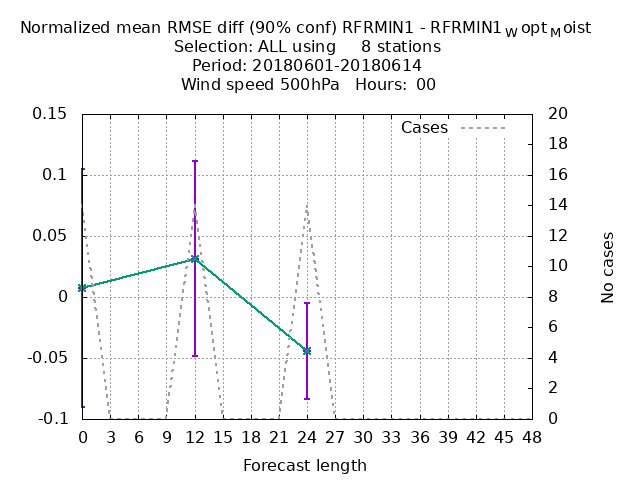 Normalized mean RMSE diff (90% conf) RFRMIN1 - RFRMIN1WoptMoist
Selection: ALL using 8 stations
Period: 20180601-20180614
Wind speed 500hPa Hours: 00
Cases
0.15
0.1
0.05
0
-0.05
-0.1
20
18
16
14
12
10
8
6
4
2
0
No cases
0 3 6 9 12 15 18 21 24 27 30 33 36 39 42 45 48
Forecast length